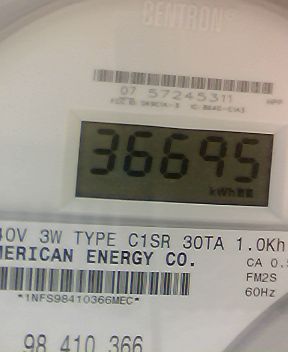 CENTRON®
07 57245311
36695
kWh
40V 3W TYPE C1SR 30TA 1.0Kh
MERICAN ENERGY CO.
CA 0.5
FM2S
60Hz
*1NFS98410366MEC*
98 410 366